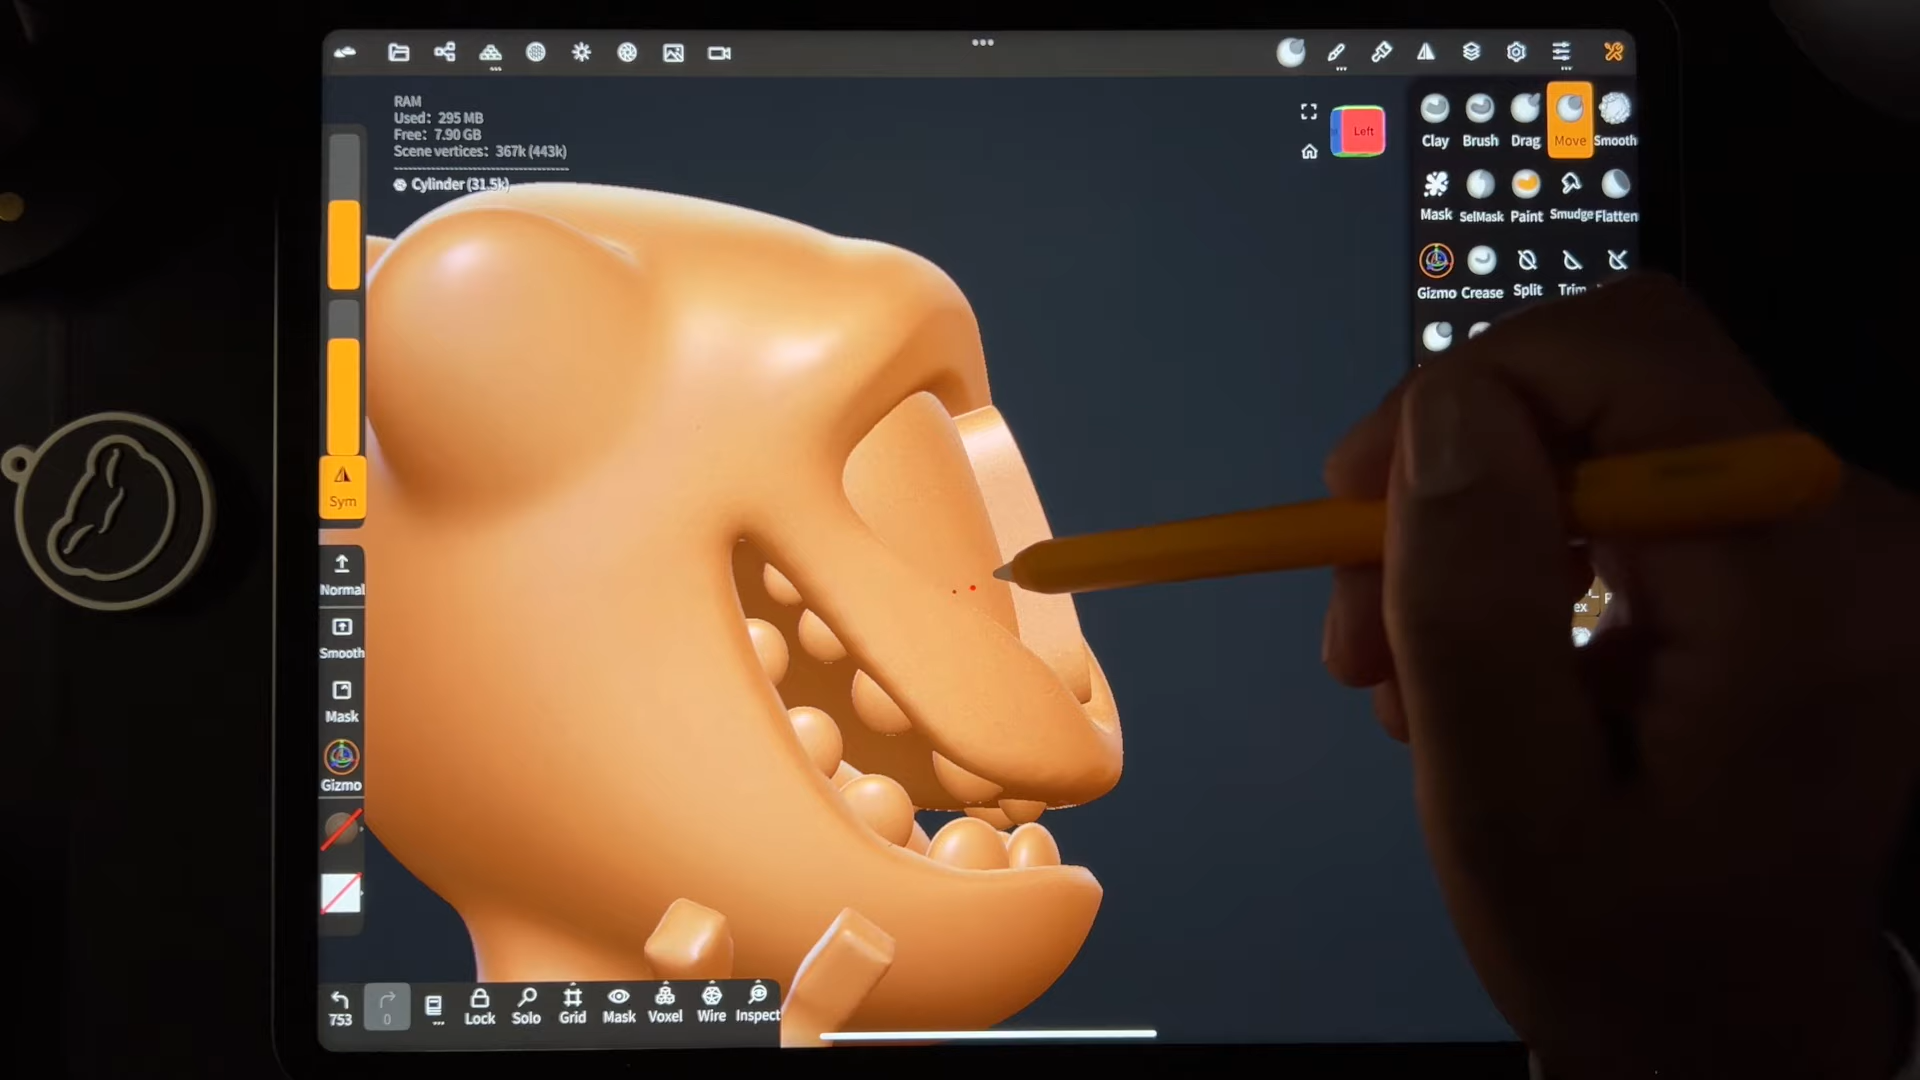 RAM
Used: 295 MB
Free: 7.90 GB
Scene vertices: 367k (443k)
Cylinder (31.5k)
Left
Clay Brush Drag Move Smooth
Mask SelMask Paint Smudge Flatten
Gizmo Crease Split Trim
Sym
Normal
Smooth
Mask
Gizmo
753 0 Lock Solo Grid Mask Voxel Wire Inspect